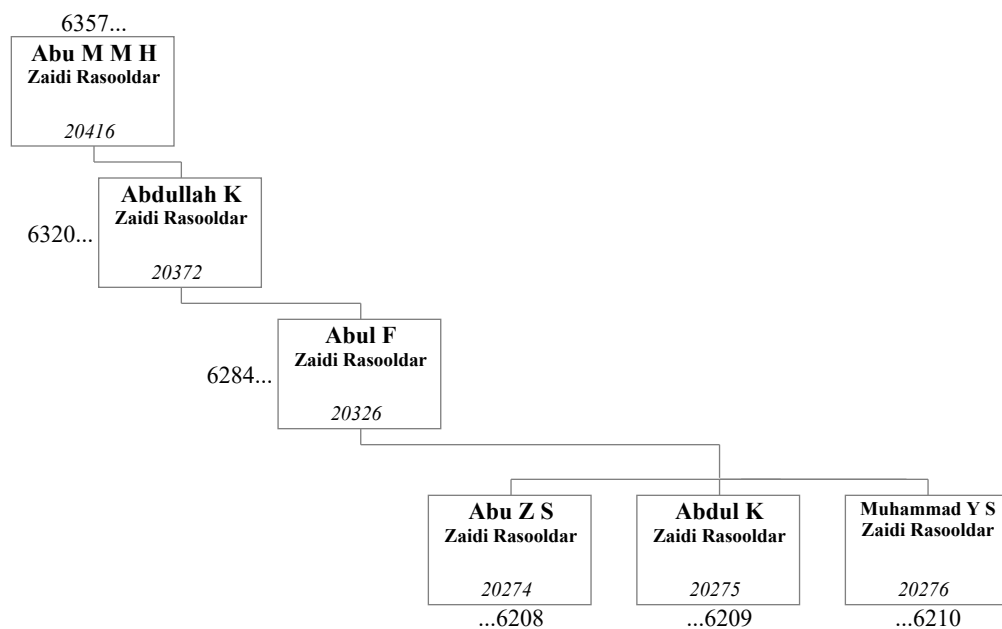 6357...
Abu M M H
Zaidi Rasooldar
20416
Abdullah K
Zaidi Rasooldar
6320...
20372
Abul F
Zaidi Rasooldar
6284...
20326
Abu Z S
Zaidi Rasooldar
20274
...6208
Abdul K
Zaidi Rasooldar
20275
...6209
Muhammad Y S
Zaidi Rasooldar
20276
...6210